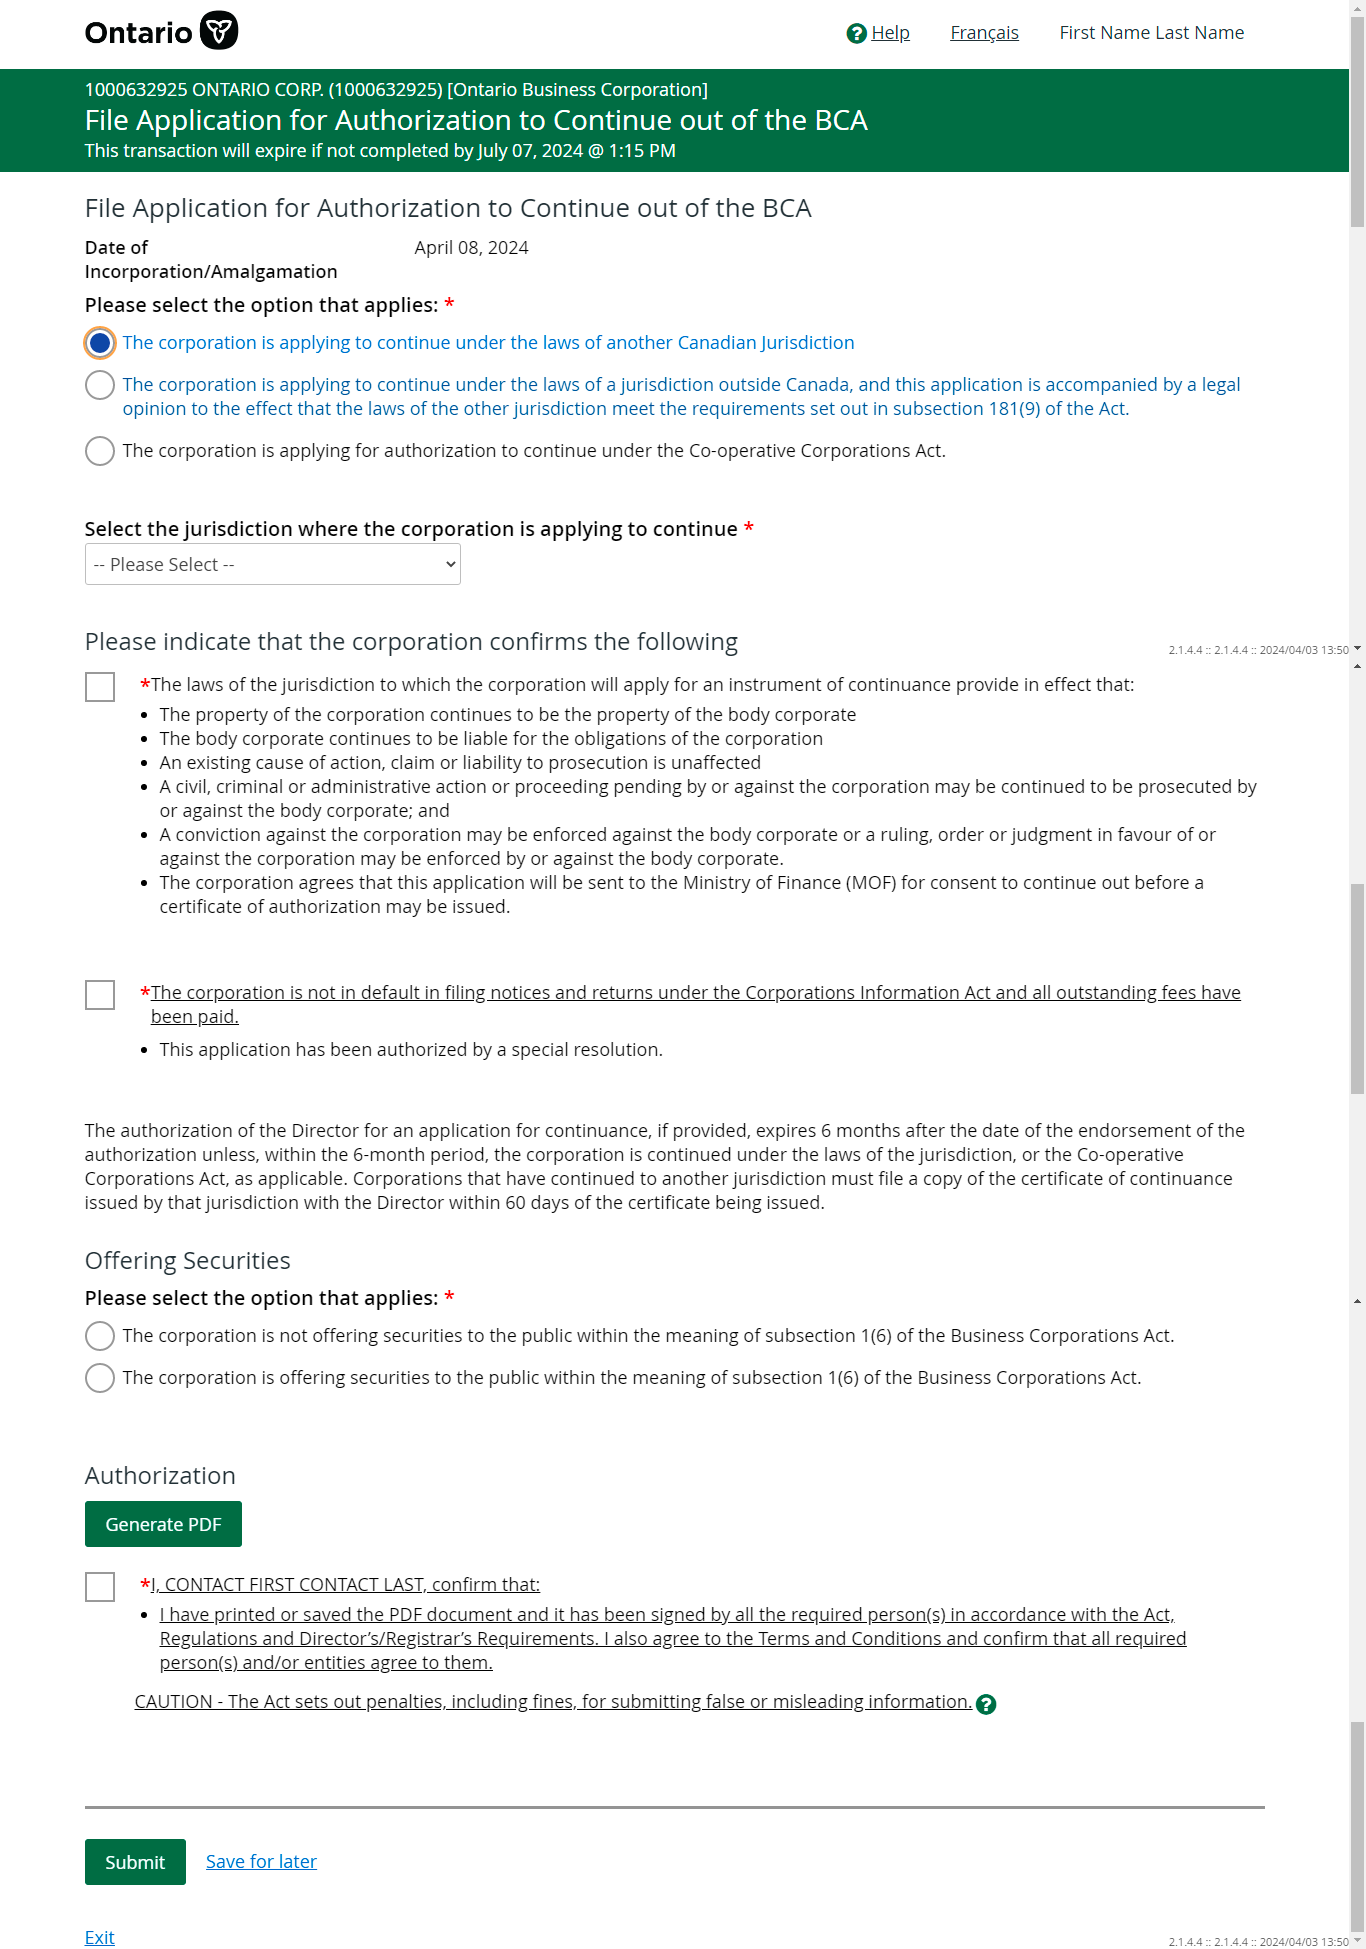 Ontario
Help Français First Name Last Name
1000632925 ONTARIO CORP. (1000632925) [Ontario Business Corporation]
File Application for Authorization to Continue out of the BCA
This transaction will expire if not completed by July 07, 2024 @ 1:15 PM
File Application for Authorization to Continue out of the BCA
Date of April 08, 2024
Incorporation/Amalgamation
Please select the option that applies: *
The corporation is applying to continue under the laws of another Canadian Jurisdiction
The corporation is applying to continue under the laws of a jurisdiction outside Canada, and this application is accompanied by a legal
opinion to the effect that the laws of the other jurisdiction meet the requirements set out in subsection 181(9) of the Act.
The corporation is applying for authorization to continue under the Co-operative Corporations Act.
Select the jurisdiction where the corporation is applying to continue *
-- Please Select --
Please indicate that the corporation confirms the following
2.1.4.4 :: 2.1.4.4 :: 2024/04/03 13:50
*The laws of the jurisdiction to which the corporation will apply for an instrument of continuance provide in effect that:
• The property of the corporation continues to be the property of the body corporate
• The body corporate continues to be liable for the obligations of the corporation
• An existing cause of action, claim or liability to prosecution is unaffected
• A civil, criminal or administrative action or proceeding pending by or against the corporation may be continued to be prosecuted by
or against the body corporate; and
• A conviction against the corporation may be enforced against the body corporate or a ruling, order or judgment in favour of or
against the corporation may be enforced by or against the body corporate.
• The corporation agrees that this application will be sent to the Ministry of Finance (MOF) for consent to continue out before a
certificate of authorization may be issued.
*The corporation is not in default in filing notices and returns under the Corporations Information Act and all outstanding fees have
been paid.
• This application has been authorized by a special resolution.
The authorization of the Director for an application for continuance, if provided, expires 6 months after the date of the endorsement of the
authorization unless, within the 6-month period, the corporation is continued under the laws of the jurisdiction, or the Co-operative
Corporations Act, as applicable. Corporations that have continued to another jurisdiction must file a copy of the certificate of continuance
issued by that jurisdiction with the Director within 60 days of the certificate being issued.
Offering Securities
Please select the option that applies: *
The corporation is not offering securities to the public within the meaning of subsection 1(6) of the Business Corporations Act.
The corporation is offering securities to the public within the meaning of subsection 1(6) of the Business Corporations Act.
Authorization
Generate PDF
*I, CONTACT FIRST CONTACT LAST, confirm that:
• I have printed or saved the PDF document and it has been signed by all the required person(s) in accordance with the Act,
Regulations and Director’s/Registrar’s Requirements. I also agree to the Terms and Conditions and confirm that all required
person(s) and/or entities agree to them.
CAUTION - The Act sets out penalties, including fines, for submitting false or misleading information.
Submit Save for later
Exit
2.1.4.4 :: 2.1.4.4 :: 2024/04/03 13:50